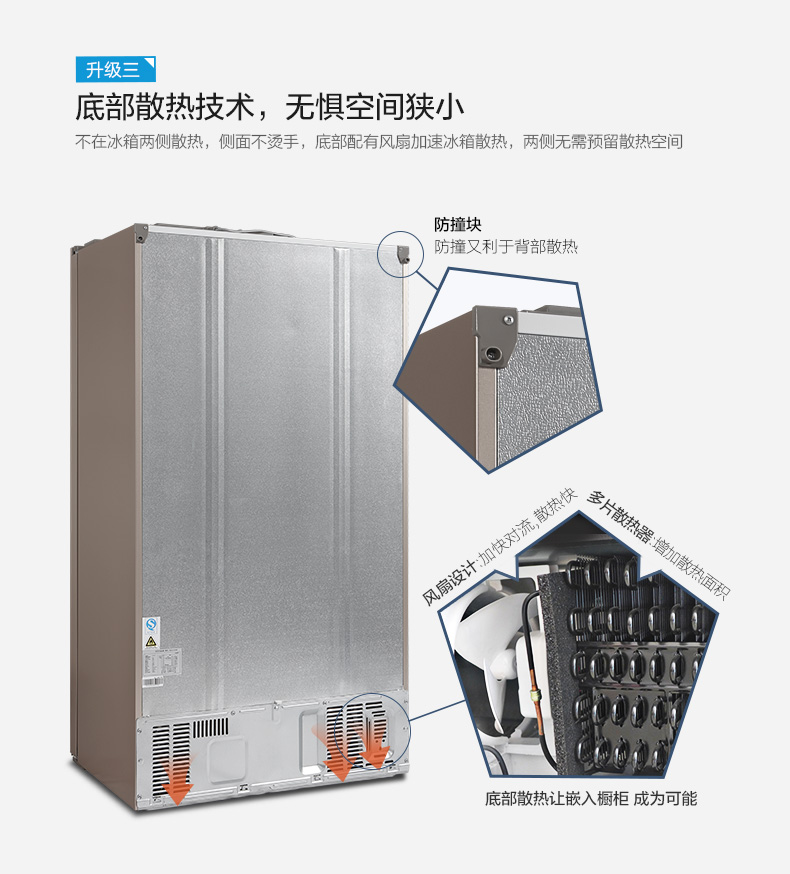 升级三
底部散热技术，无惧空间狭小
不在冰箱两侧散热，侧面不烫手，底部配有风扇加速冰箱散热，两侧无需预留散热空间
防撞块
防撞又利于背部散热
风扇设计:加快对流,散热快
多片散热器:增加散热面积
底部散热让嵌入橱柜 成为可能